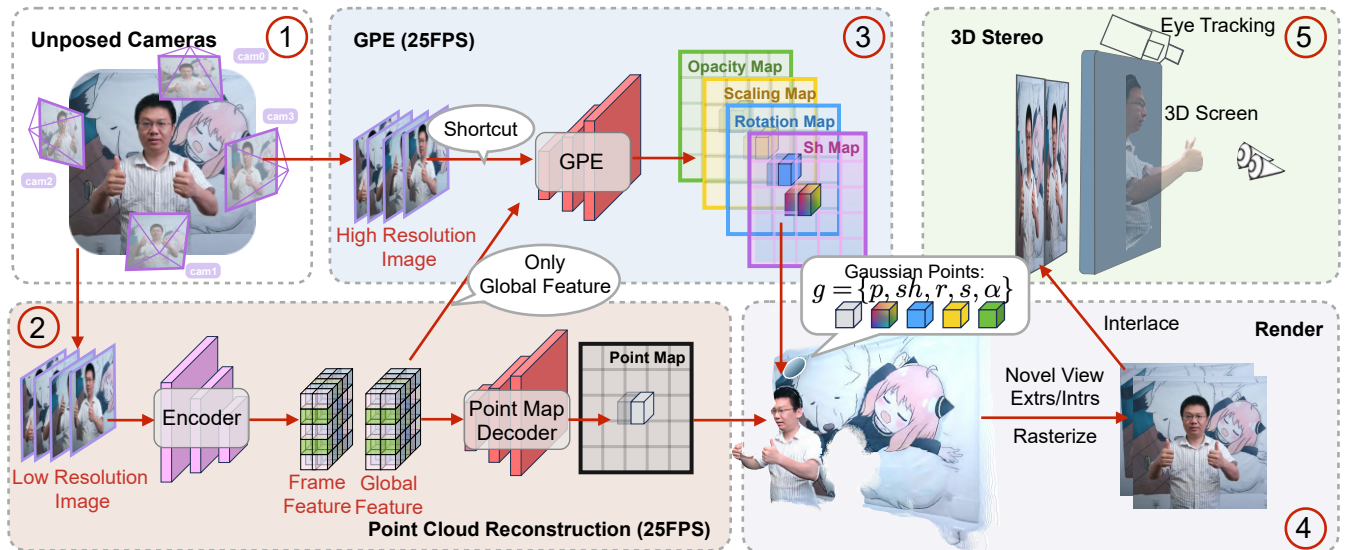 Unposed Cameras
1
cam0
cam3
cam2
cam1
GPE (25FPS)
3
Shortcut
GPE
High Resolution
Image
Opacity Map
Scaling Map
Rotation Map
Sh Map
3D Stereo
Eye Tracking
5
3D Screen
Only
Global Feature
Gaussian Points:
g = {p, sh, r, s, α}
2
Low Resolution
Image
Encoder
Frame
Feature
Global
Feature
Point Map
Decoder
Point Map
Point Cloud Reconstruction (25FPS)
Interlace
Render
Novel View
Extrs/Intrs
Rasterize
4